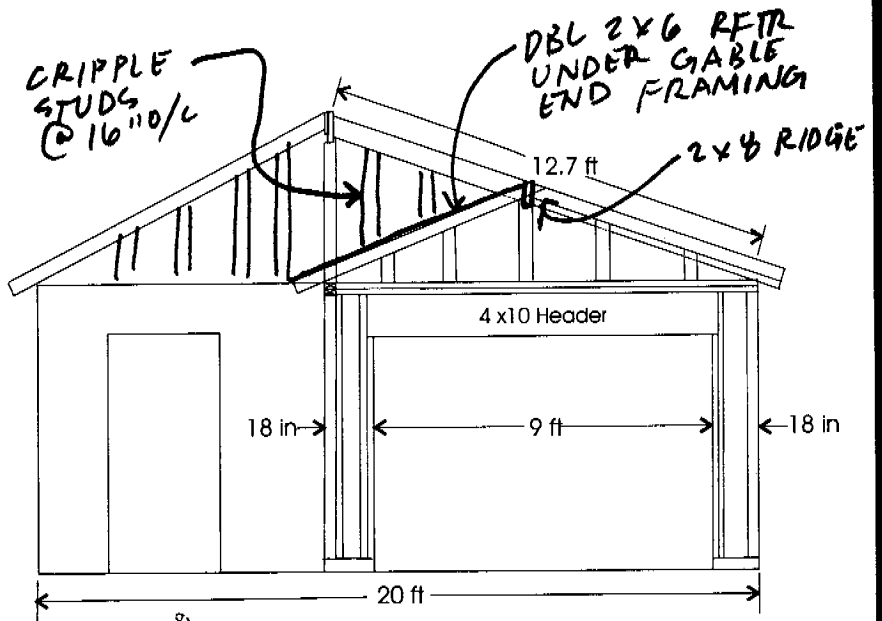 CRIPPLE
STUDS
@ 16" O/C
DBL 2X6 RFTR
UNDER GABLE
END FRAMING
12.7 ft
2X8 RIDGE
4 x10 Header
18 in
9 ft
18 in
20 ft